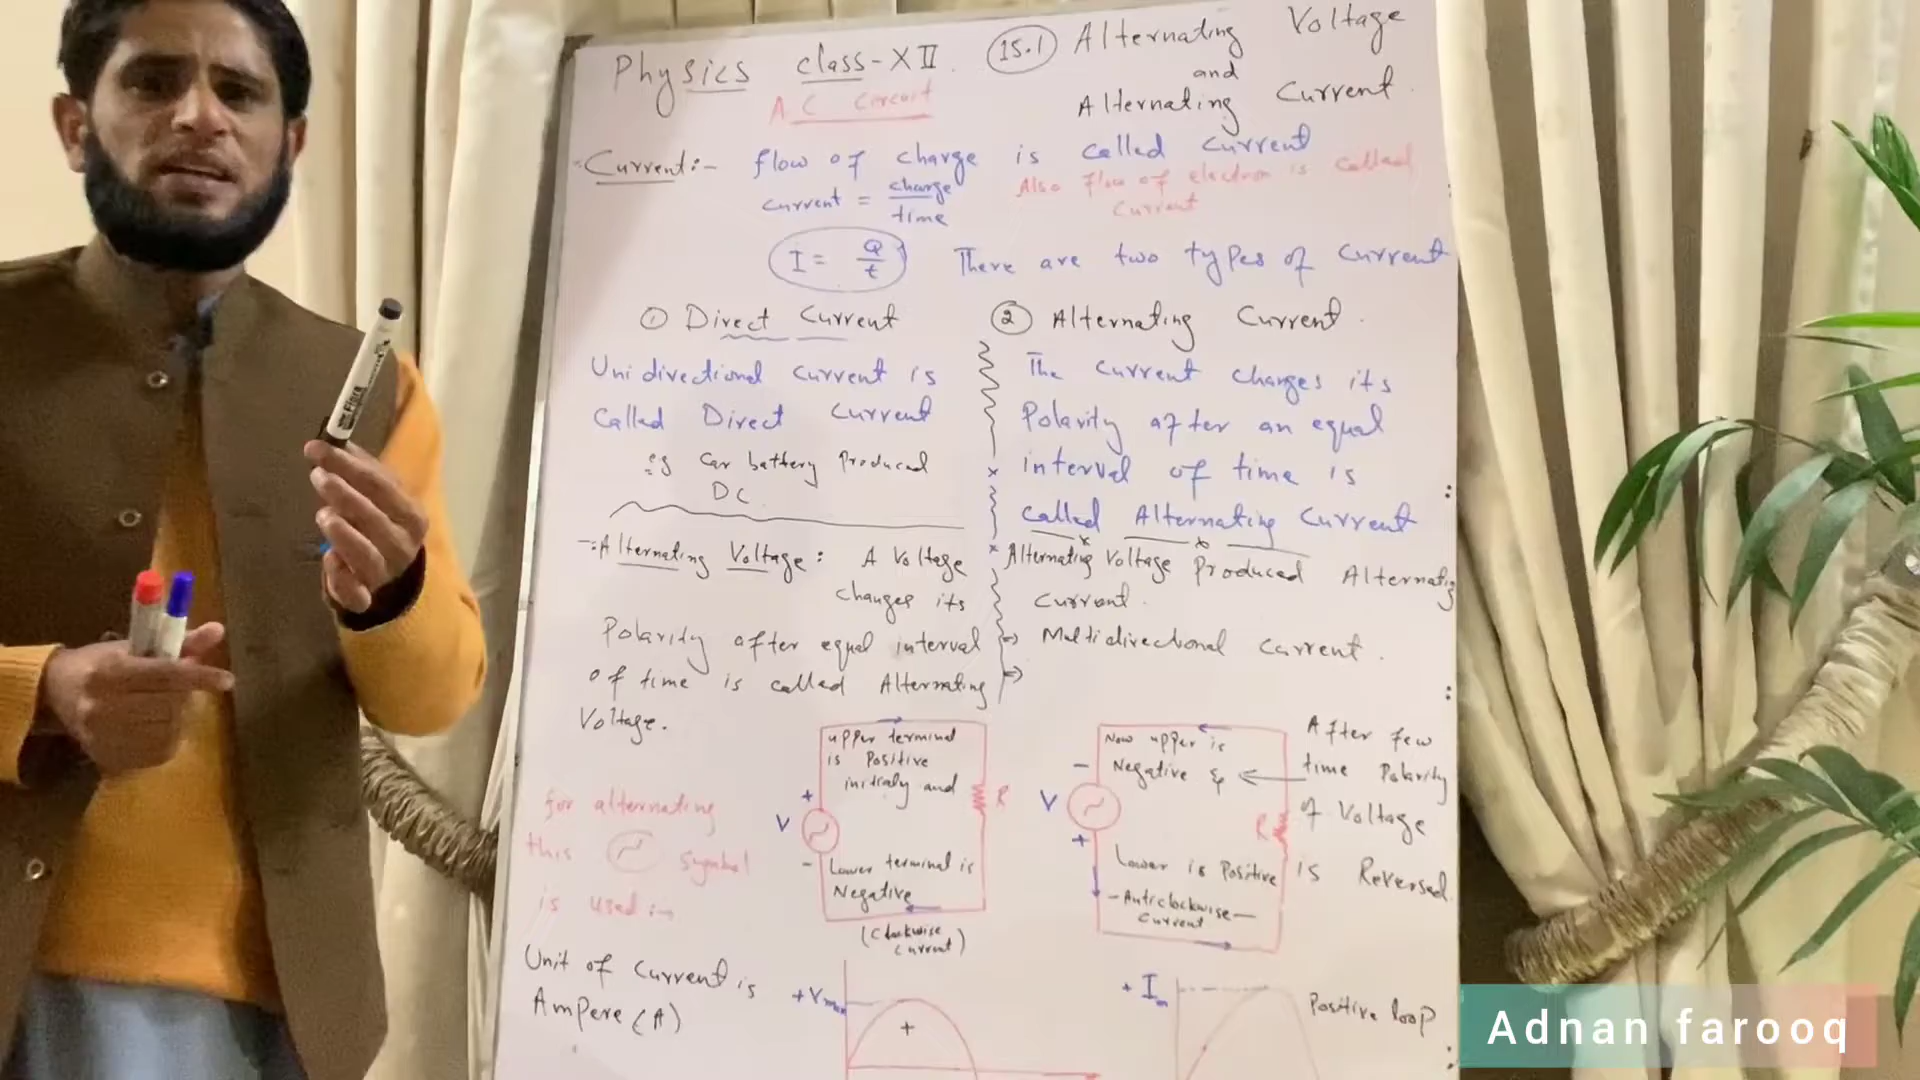 Physics class-XII.
A.C Circuit
15.1 Alternating Voltage
and
Alternating Current.
Current:- flow of charge is called current
Also flow of electron is called
current
current = charge/time
I = Q/t
There are two types of current
① Direct Current
Unidirectional current is
called Direct current
e.g car battery Produced
DC
② Alternating Current.
The current changes its
Polarity after an equal
interval of time is
called Alternating current
-:Alternating Voltage: A Voltage
changes its
Polarity after equal interval
of time is called Alternating
Voltage.
Alternating Voltage Produced Alternating
current.
→ Multidirectional current.
→
upper terminal
is Positive
initialy and
+
V
-
R
Lower terminal is
Negative
(Clockwise
current)
Now upper is
Negative &
-
V
+
R
Lower is Positive
-Anticlockwise-
current
After few
time Polarity
of Voltage
is Reversed
for alternating
this ~ symbol
is used:-
Unit of current is
Ampere (A)
+
+ Im
Positive loop
Adnan farooq